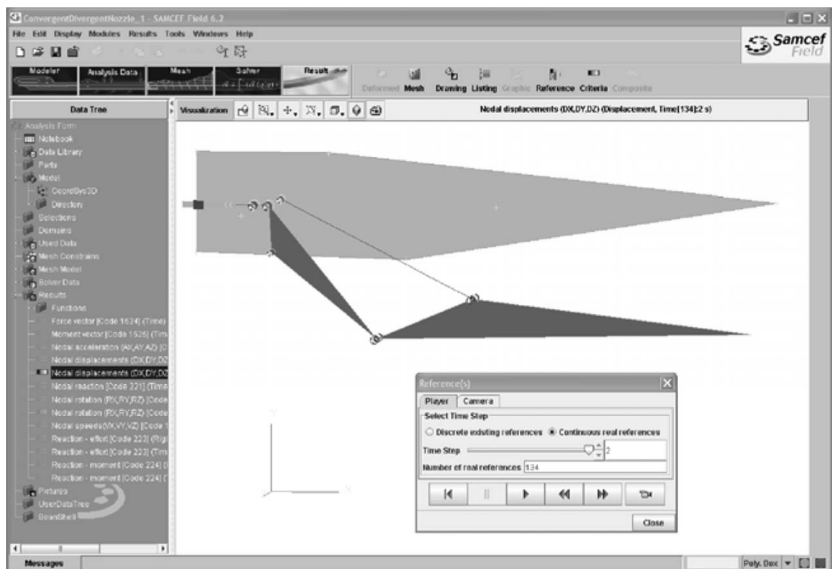 ConvergentDivergentNozzle_1 - SAMCEF Field 6.2
File Edit Display Modules Results Tools Windows Help
Samcef
Field
Modeler
Analysis Data
Mesh
Solver
Result
Deformed Mesh Drawing Listing Graphic Reference Criteria Composite
Data Tree
Visualization
Nodal displacements (DX,DY,DZ) (Displacement, Time[134]:2 s)
Analysis Form
Notebook
Data Library
Parts
Model
CoordSys3D
Directory
Selections
Domains
Used Data
Mesh Constrains
Mesh Model
Solver Data
Results
Functions
Force vector [Code 1524] (Time)
Moment vector [Code 1525] (Tim
Nodal acceleration (AX,AY,AZ) [C
Nodal displacements (DX,DY,DZ
Nodal displacements (DX,DY,DZ
Nodal reaction [Code 221] (Time
Nodal rotation (RX,RY,RZ) [Code
Nodal rotation (RX,RY,RZ) [Code
Nodal speeds(VX,VY,VZ) [Code 1
Reaction - effort [Code 223] (Rigi
Reaction - effort [Code 223] (Tim
Reaction - moment [Code 224] (I
Reaction - moment [Code 224] (T
Pictures
UserDataTree
BeanShell
Reference(s)
Player Camera
Select Time Step
Discrete existing references Continuous real references
Time Step 2
Number of real references 134
Close
Messages
Poly. Box